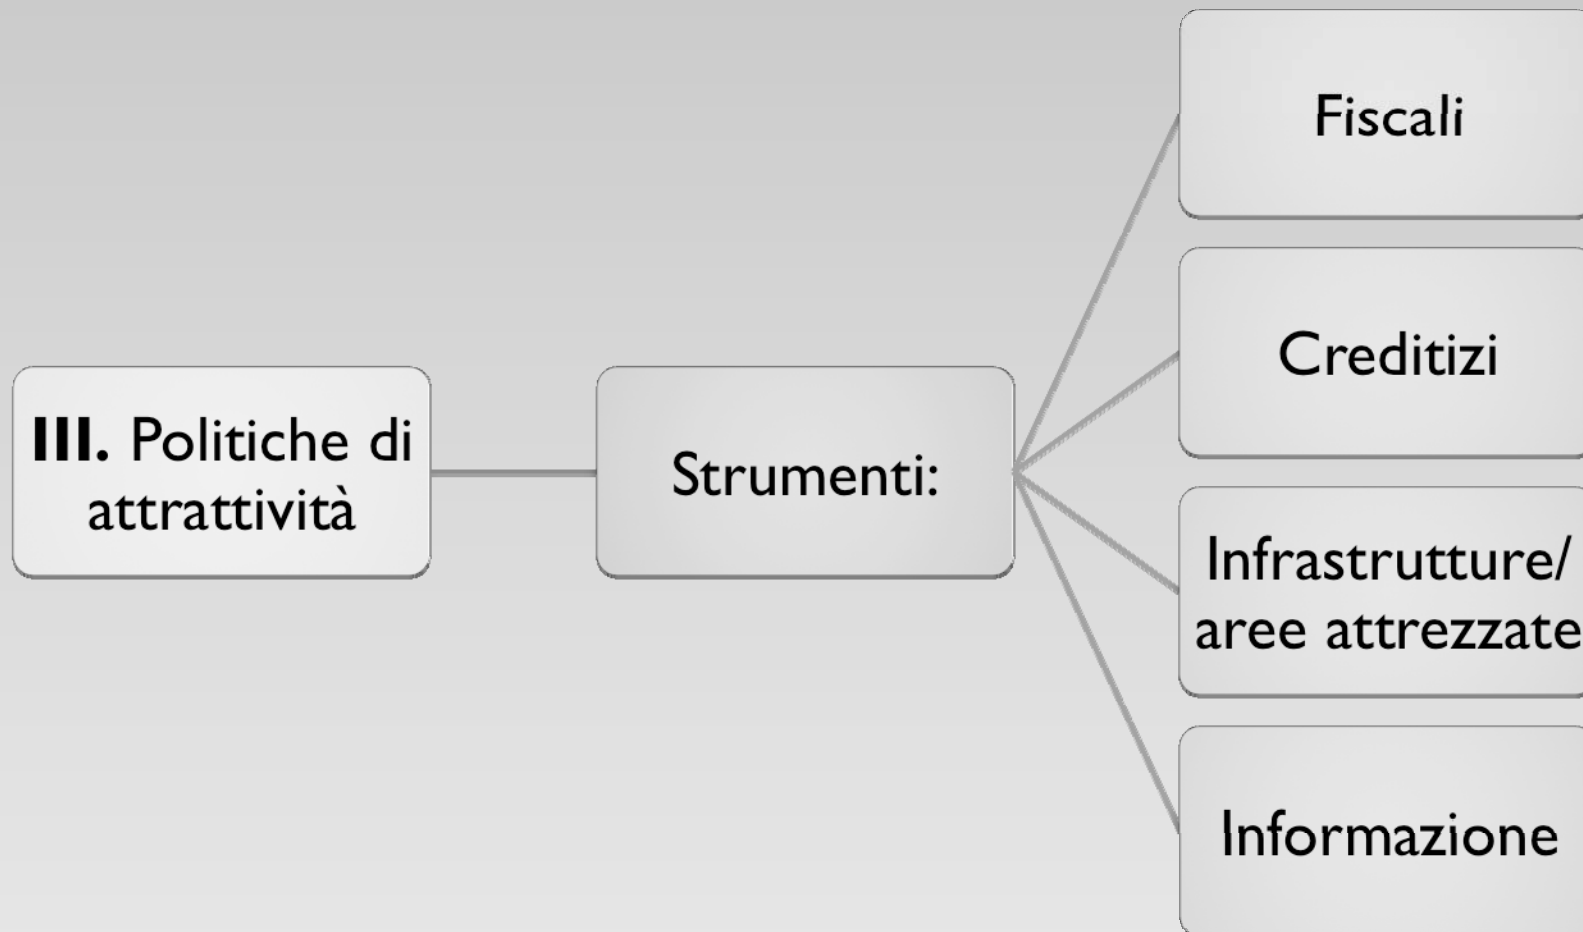 III. Politiche di
attrattività
Strumenti:
Fiscali
Creditizi
Infrastrutture/
aree attrezzate
Informazione